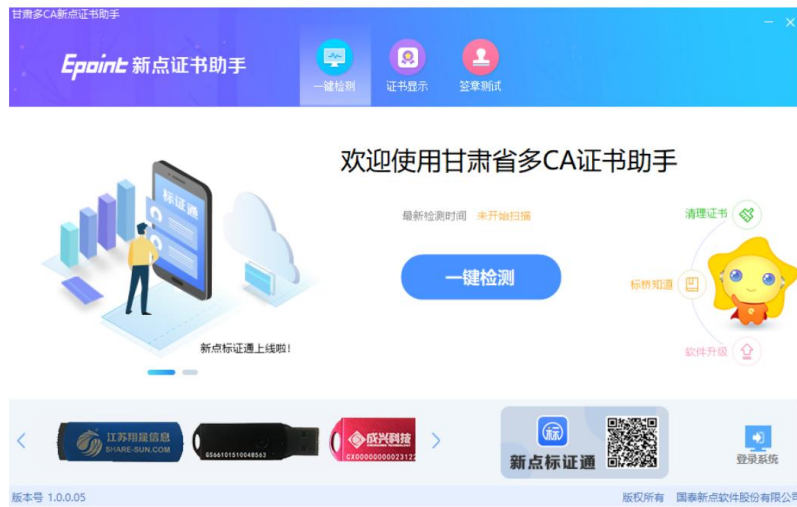 甘肃多CA新点证书助手
Epoint 新点证书助手
一键检测
证书显示
签章测试
欢迎使用甘肃省多CA证书助手
最新检测时间 未开始扫描
一键检测
清理证书
标桥知道
软件升级
标证通
新点标证通上线啦!
江苏翔晟信息
SHARE-SUN.COM
GS66101510048563
成兴科技
CX00000000023122
标
新点标证通
登录系统
版本号 1.0.0.05
版权所有 国泰新点软件股份有限公司